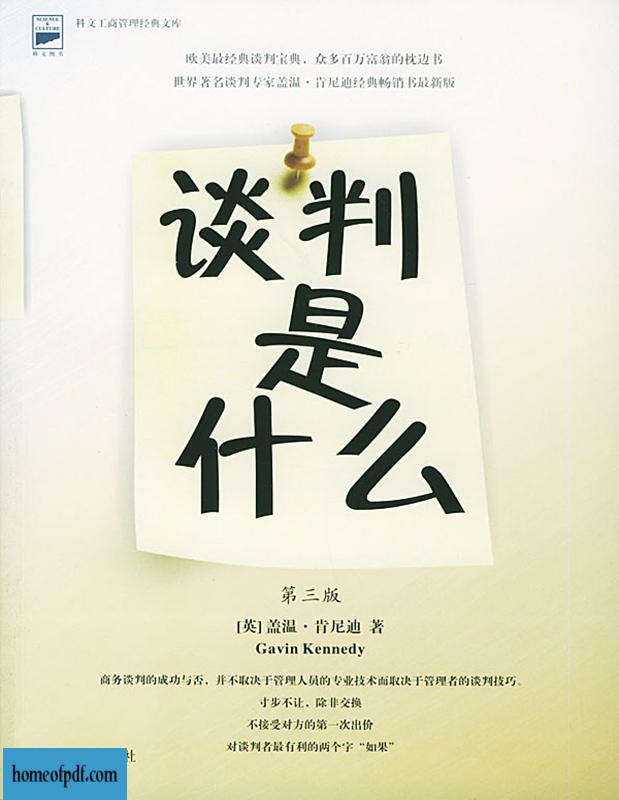 SCIENCE &
CULTURE
科文图书
科文工商管理经典文库
欧美最经典谈判宝典，众多百万富翁的枕边书
世界著名谈判专家盖温·肯尼迪经典畅销书最新版
谈判
是
什么
第三版
[英]盖温·肯尼迪 著
Gavin Kennedy
商务谈判的成功与否，并不取决于管理人员的专业技术而取决于管理者的谈判技巧。
寸步不让，除非交换
不接受对方的第一次出价
对谈判者最有利的两个字“如果”
社
homeofpdf.com